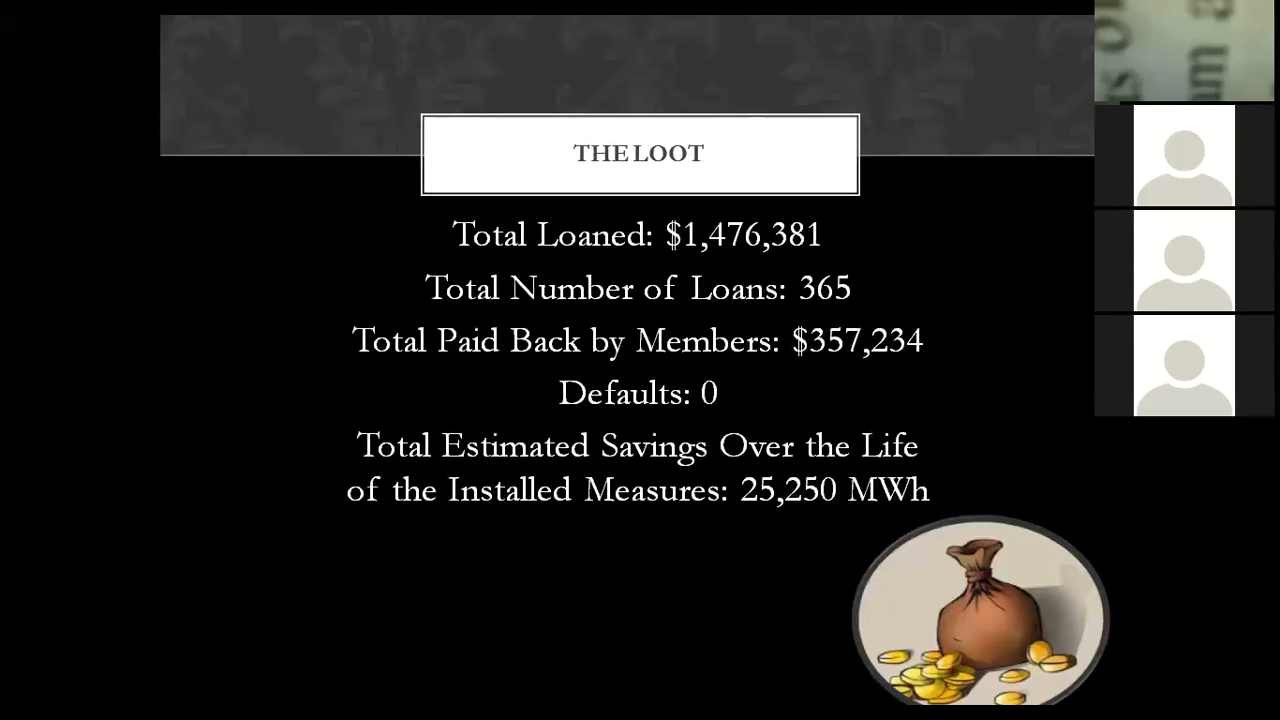 THE LOOT
Total Loaned: $1,476,381
Total Number of Loans: 365
Total Paid Back by Members: $357,234
Defaults: 0
Total Estimated Savings Over the Life
of the Installed Measures: 25,250 MWh